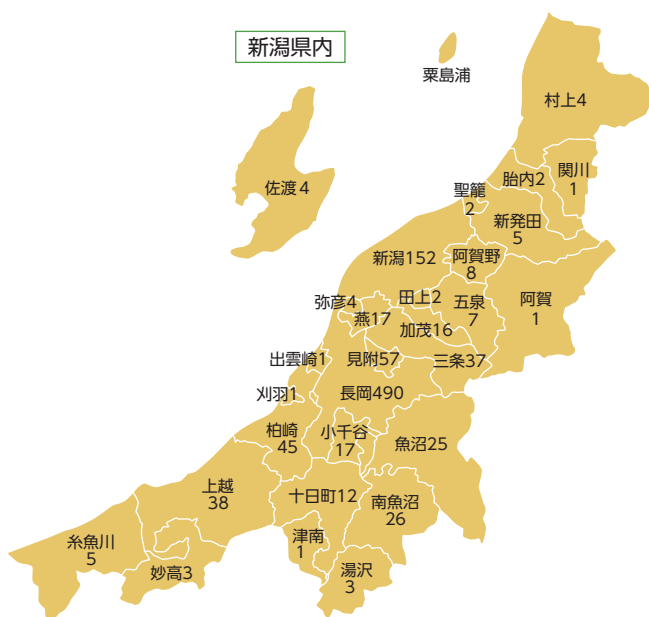 新潟県内
粟島浦
村上4
関川
1
胎内2
佐渡4
聖籠
2
新発田
5
新潟152
阿賀野
8
弥彦4
田上2
五泉
7
阿賀
1
燕17
加茂16
出雲崎1
見附57
三条37
刈羽1
長岡490
柏崎
45
小千谷
17
魚沼25
上越
38
十日町12
南魚沼
26
糸魚川
5
津南
1
妙高3
湯沢
3